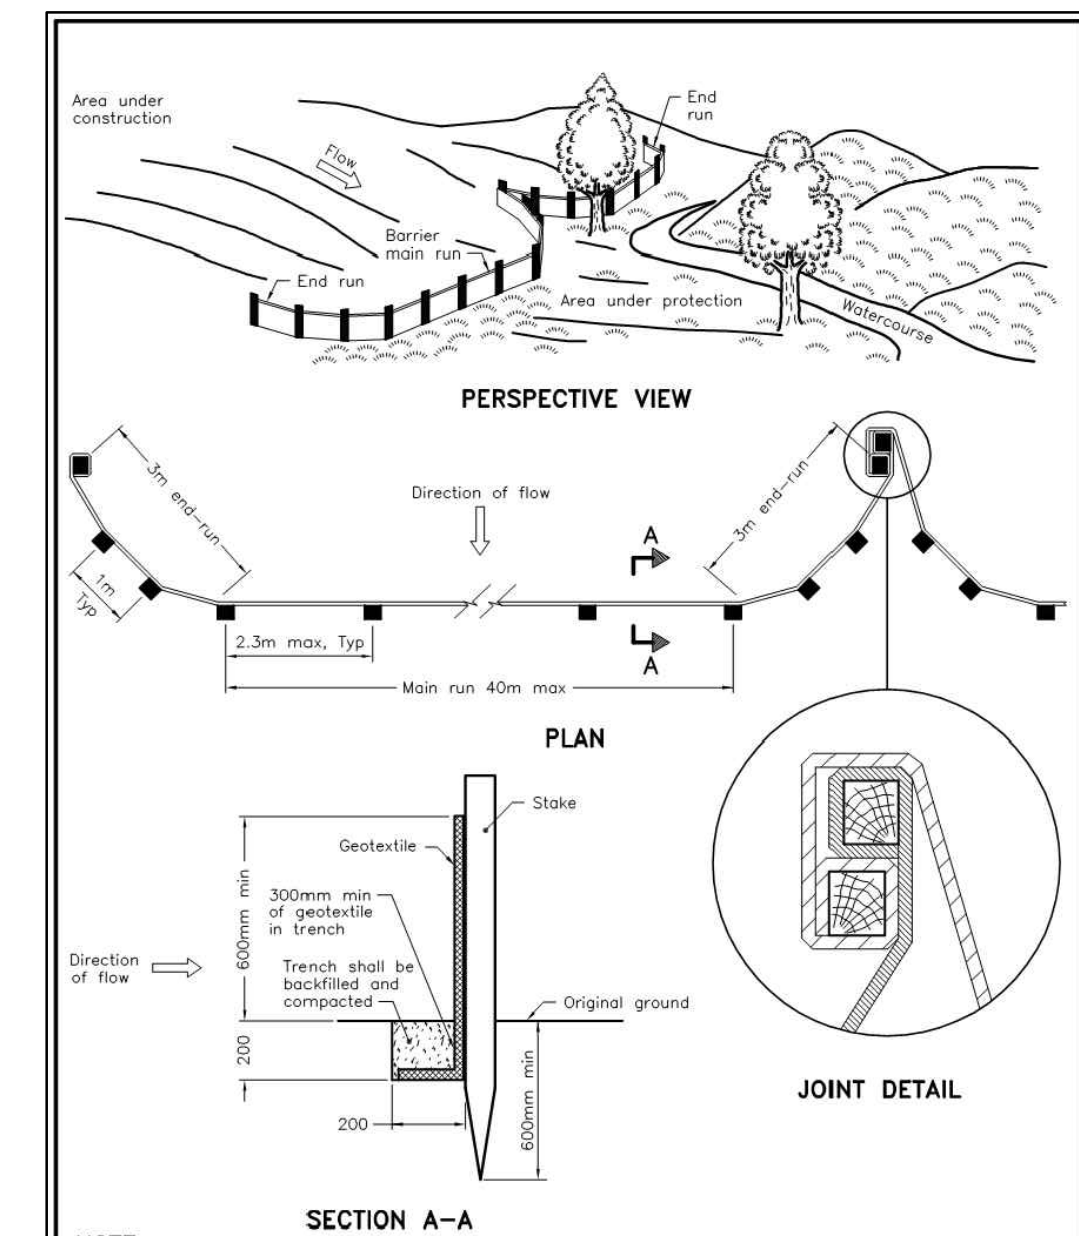 Area under
construction
Flow
End
run
Barrier
main run
End run
Area under protection
Watercourse
PERSPECTIVE VIEW
3m end-run
Direction of flow
3m end-run
A
1m
Typ
2.3m max, Typ
A
Main run 40m max
PLAN
Stake
Geotextile
600mm min
300mm min
of geotextile
in trench
Direction
of flow
Trench shall be
backfilled and
compacted
Original ground
200
600mm min
200
JOINT DETAIL
SECTION A-A